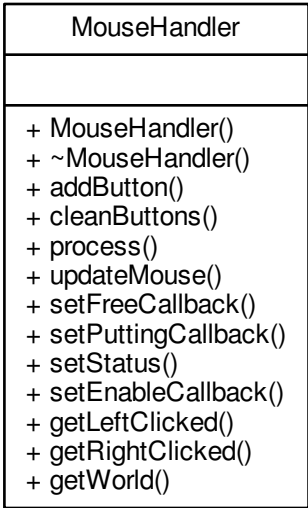 MouseHandler
+ MouseHandler()
+ ~MouseHandler()
+ addButton()
+ cleanButtons()
+ process()
+ updateMouse()
+ setFreeCallback()
+ setPuttingCallback()
+ setStatus()
+ setEnableCallback()
+ getLeftClicked()
+ getRightClicked()
+ getWorld()